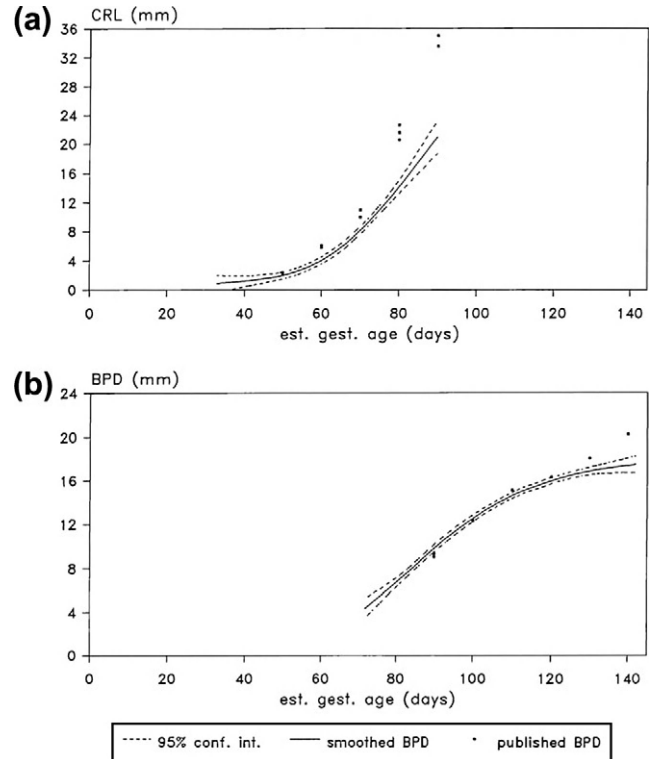 (a)
CRL (mm)
36
32
28
24
20
16
12
8
4
0
0 20 40 60 80 100 120 140
est. gest. age (days)
(b)
BPD (mm)
24
20
16
12
8
4
0
0 20 40 60 80 100 120 140
est. gest. age (days)
95% conf. int. smoothed BPD published BPD